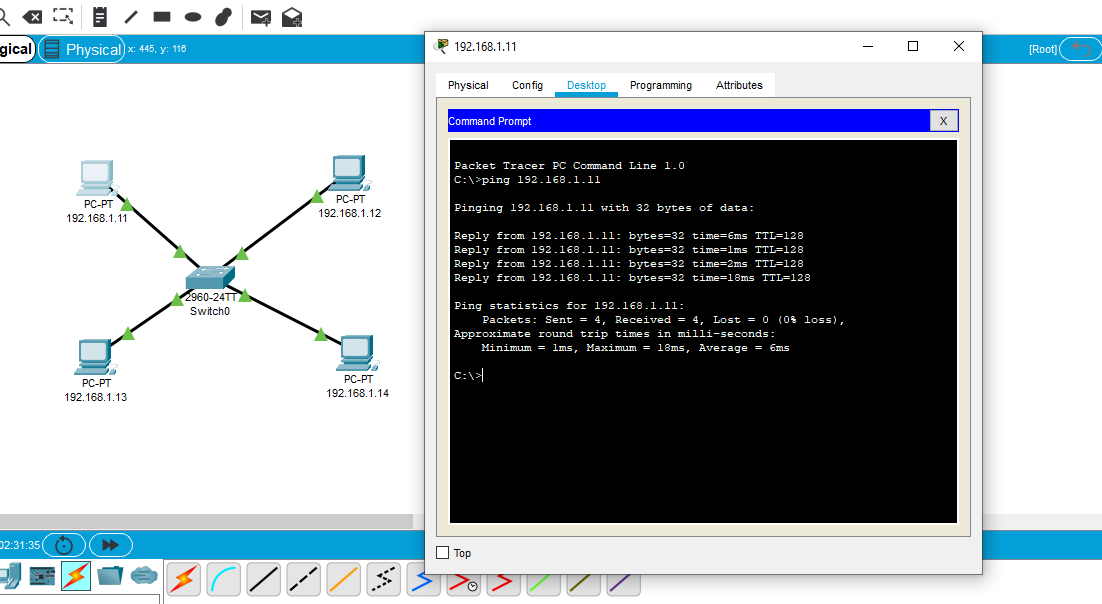 gical
Physical
x: 445, y: 116
[Root]
192.168.1.11
Physical
Config
Desktop
Programming
Attributes
Command Prompt
X
Packet Tracer PC Command Line 1.0
C:\>ping 192.168.1.11
Pinging 192.168.1.11 with 32 bytes of data:
Reply from 192.168.1.11: bytes=32 time=6ms TTL=128
Reply from 192.168.1.11: bytes=32 time=1ms TTL=128
Reply from 192.168.1.11: bytes=32 time=2ms TTL=128
Reply from 192.168.1.11: bytes=32 time=18ms TTL=128
Ping statistics for 192.168.1.11:
Packets: Sent = 4, Received = 4, Lost = 0 (0% loss),
Approximate round trip times in milli-seconds:
Minimum = 1ms, Maximum = 18ms, Average = 6ms
C:\>
Top
PC-PT
192.168.1.11
PC-PT
192.168.1.12
2960-24TT
Switch0
PC-PT
192.168.1.13
PC-PT
192.168.1.14
02:31:35